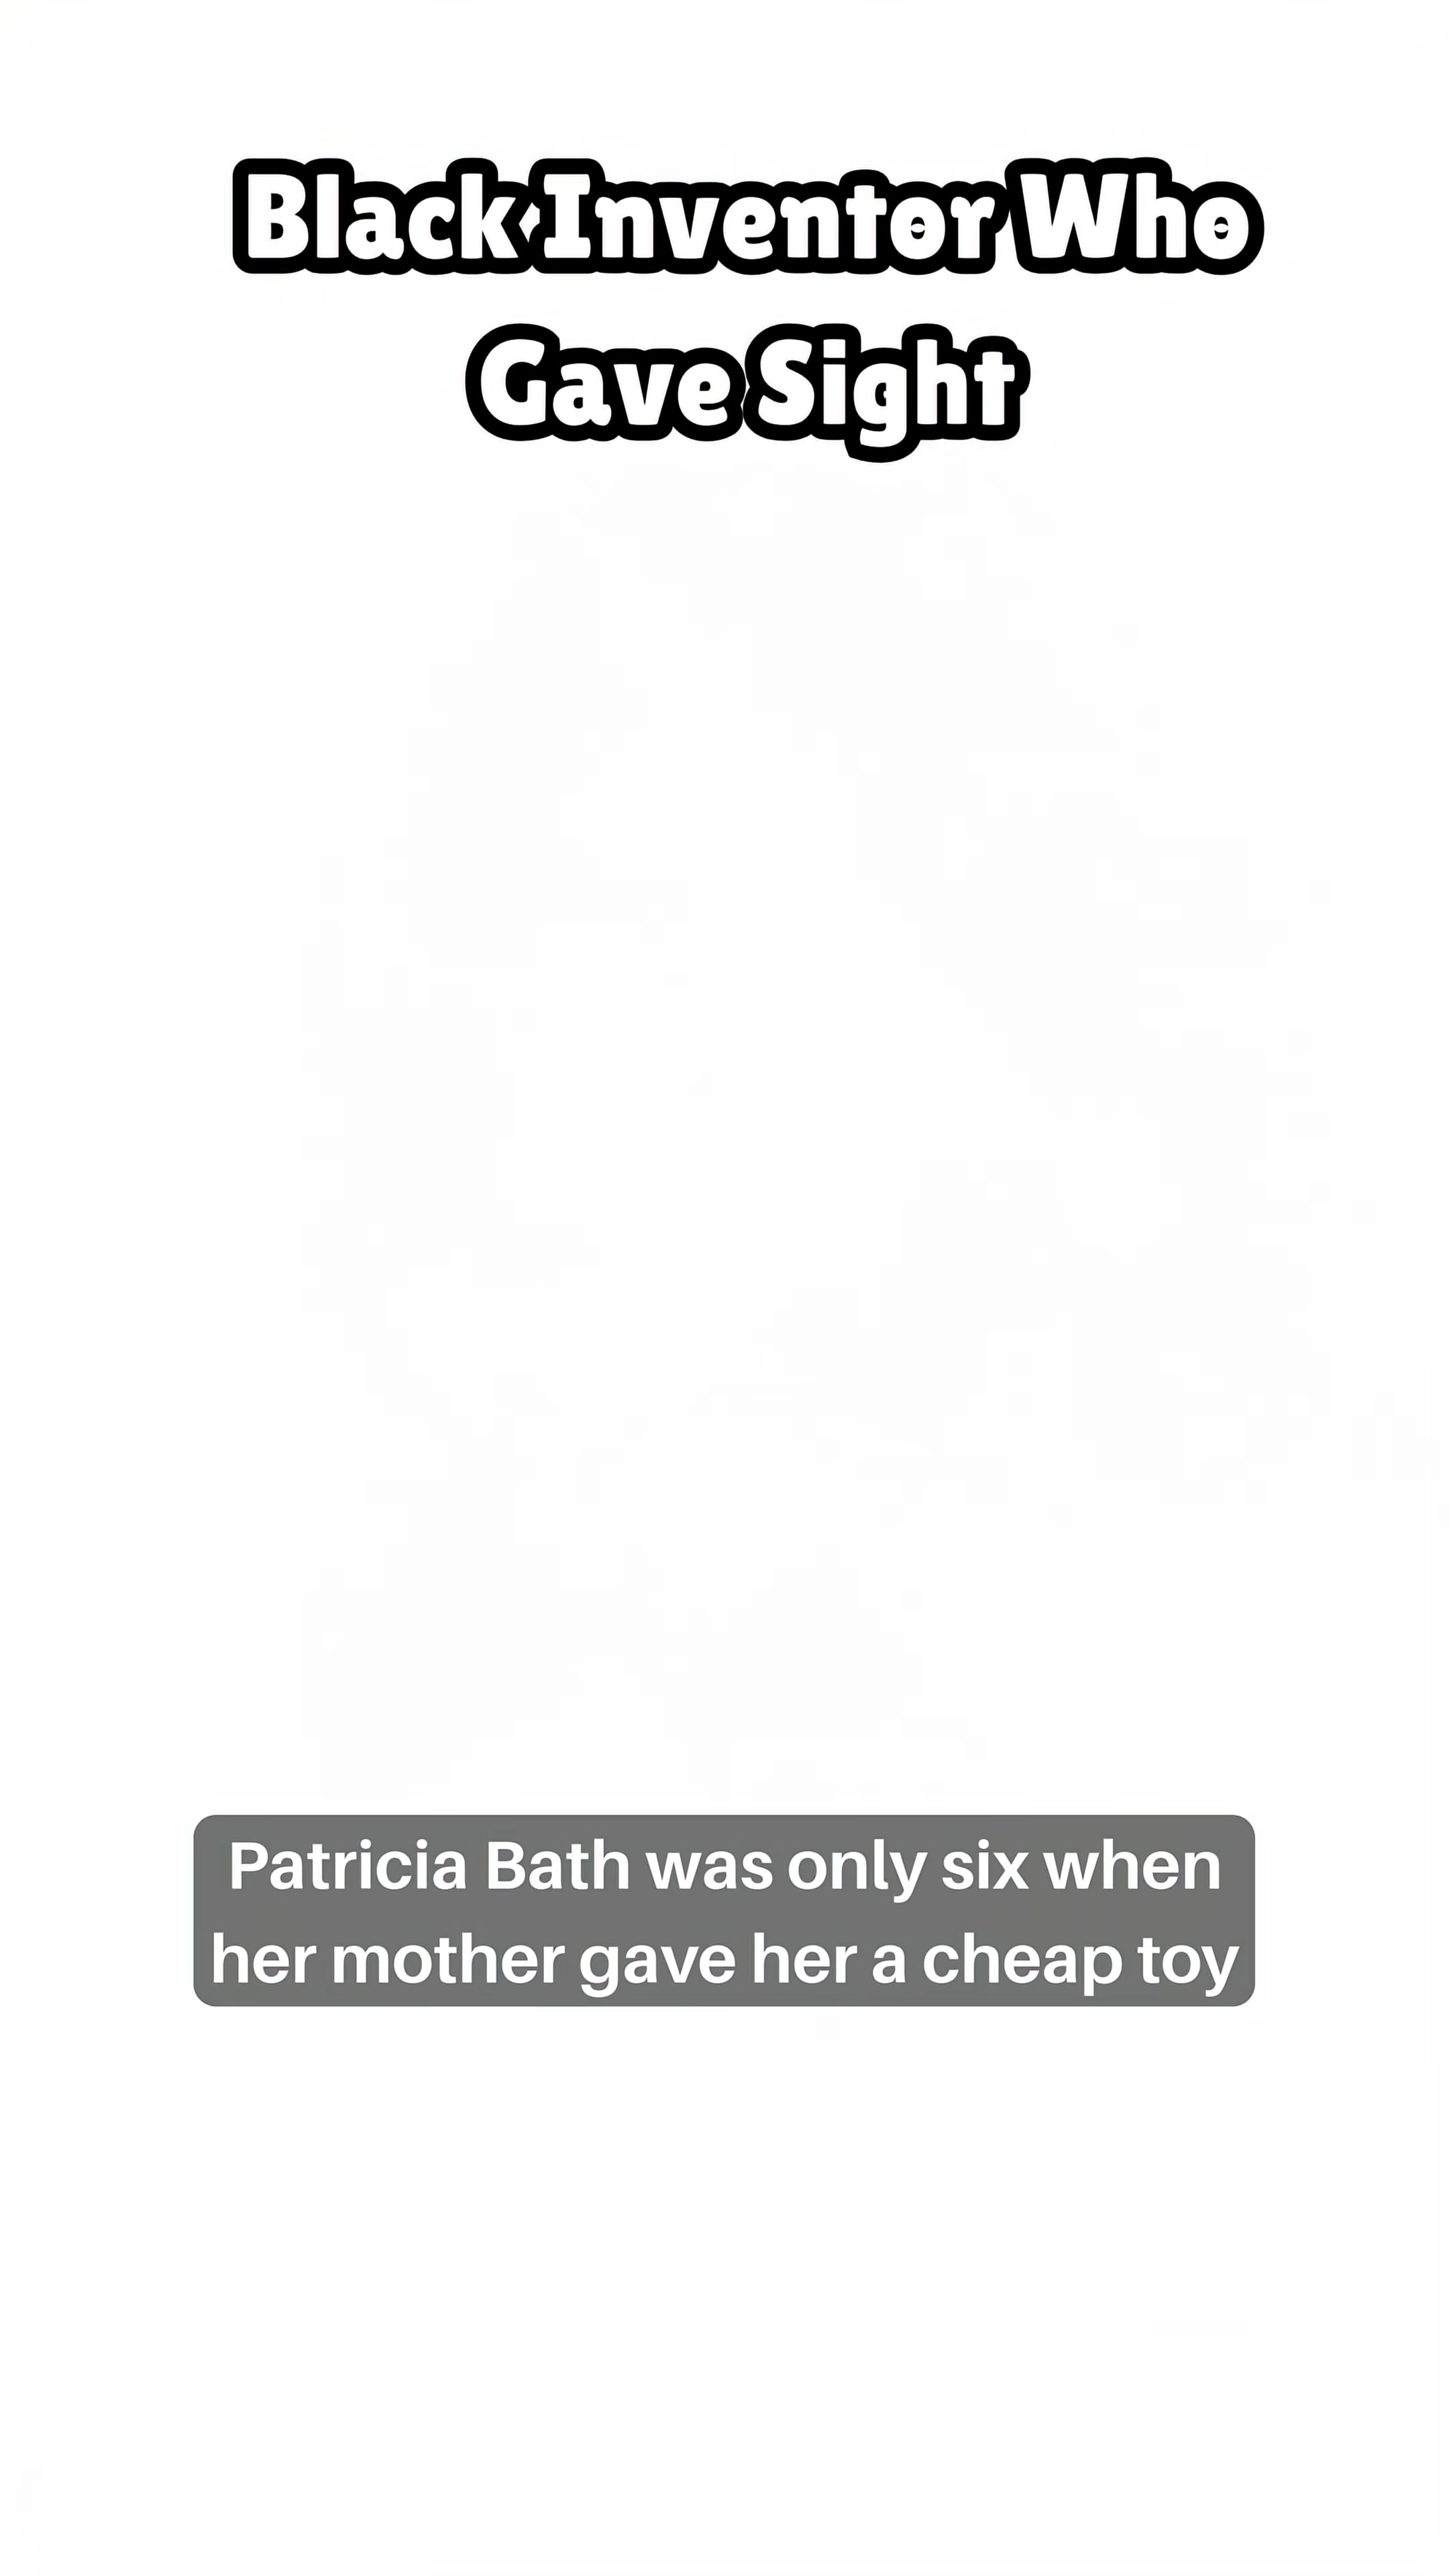 Black Inventor Who
Gave Sight
Patricia Bath was only six when
her mother gave her a cheap toy